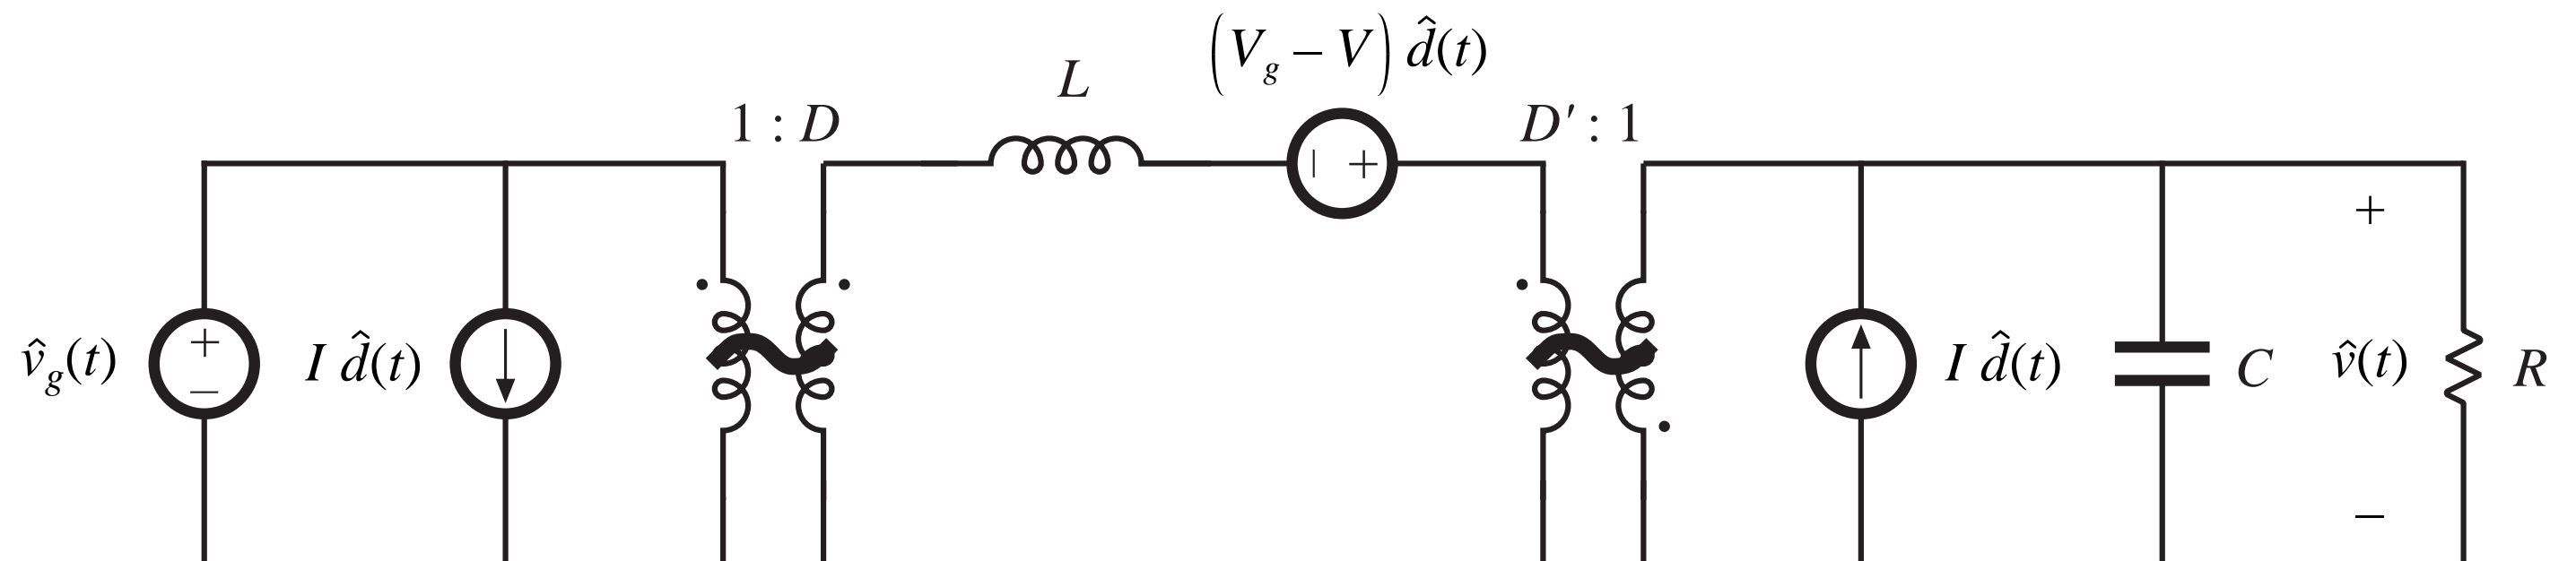 (V_g − V) d̂(t)
L
1 : D
D′ : 1
+
−
+
+
−
v̂_g(t)
I d̂(t)
I d̂(t)
C
v̂(t)
R
−